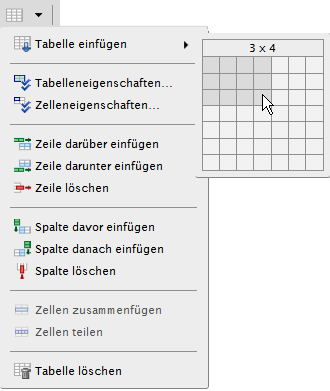 Tabelle einfügen
3 x 4
Tabelleneigenschaften...
Zelleneigenschaften...
Zeile darüber einfügen
Zeile darunter einfügen
Zeile löschen
Spalte davor einfügen
Spalte danach einfügen
Spalte löschen
Zellen zusammenfügen
Zellen teilen
Tabelle löschen